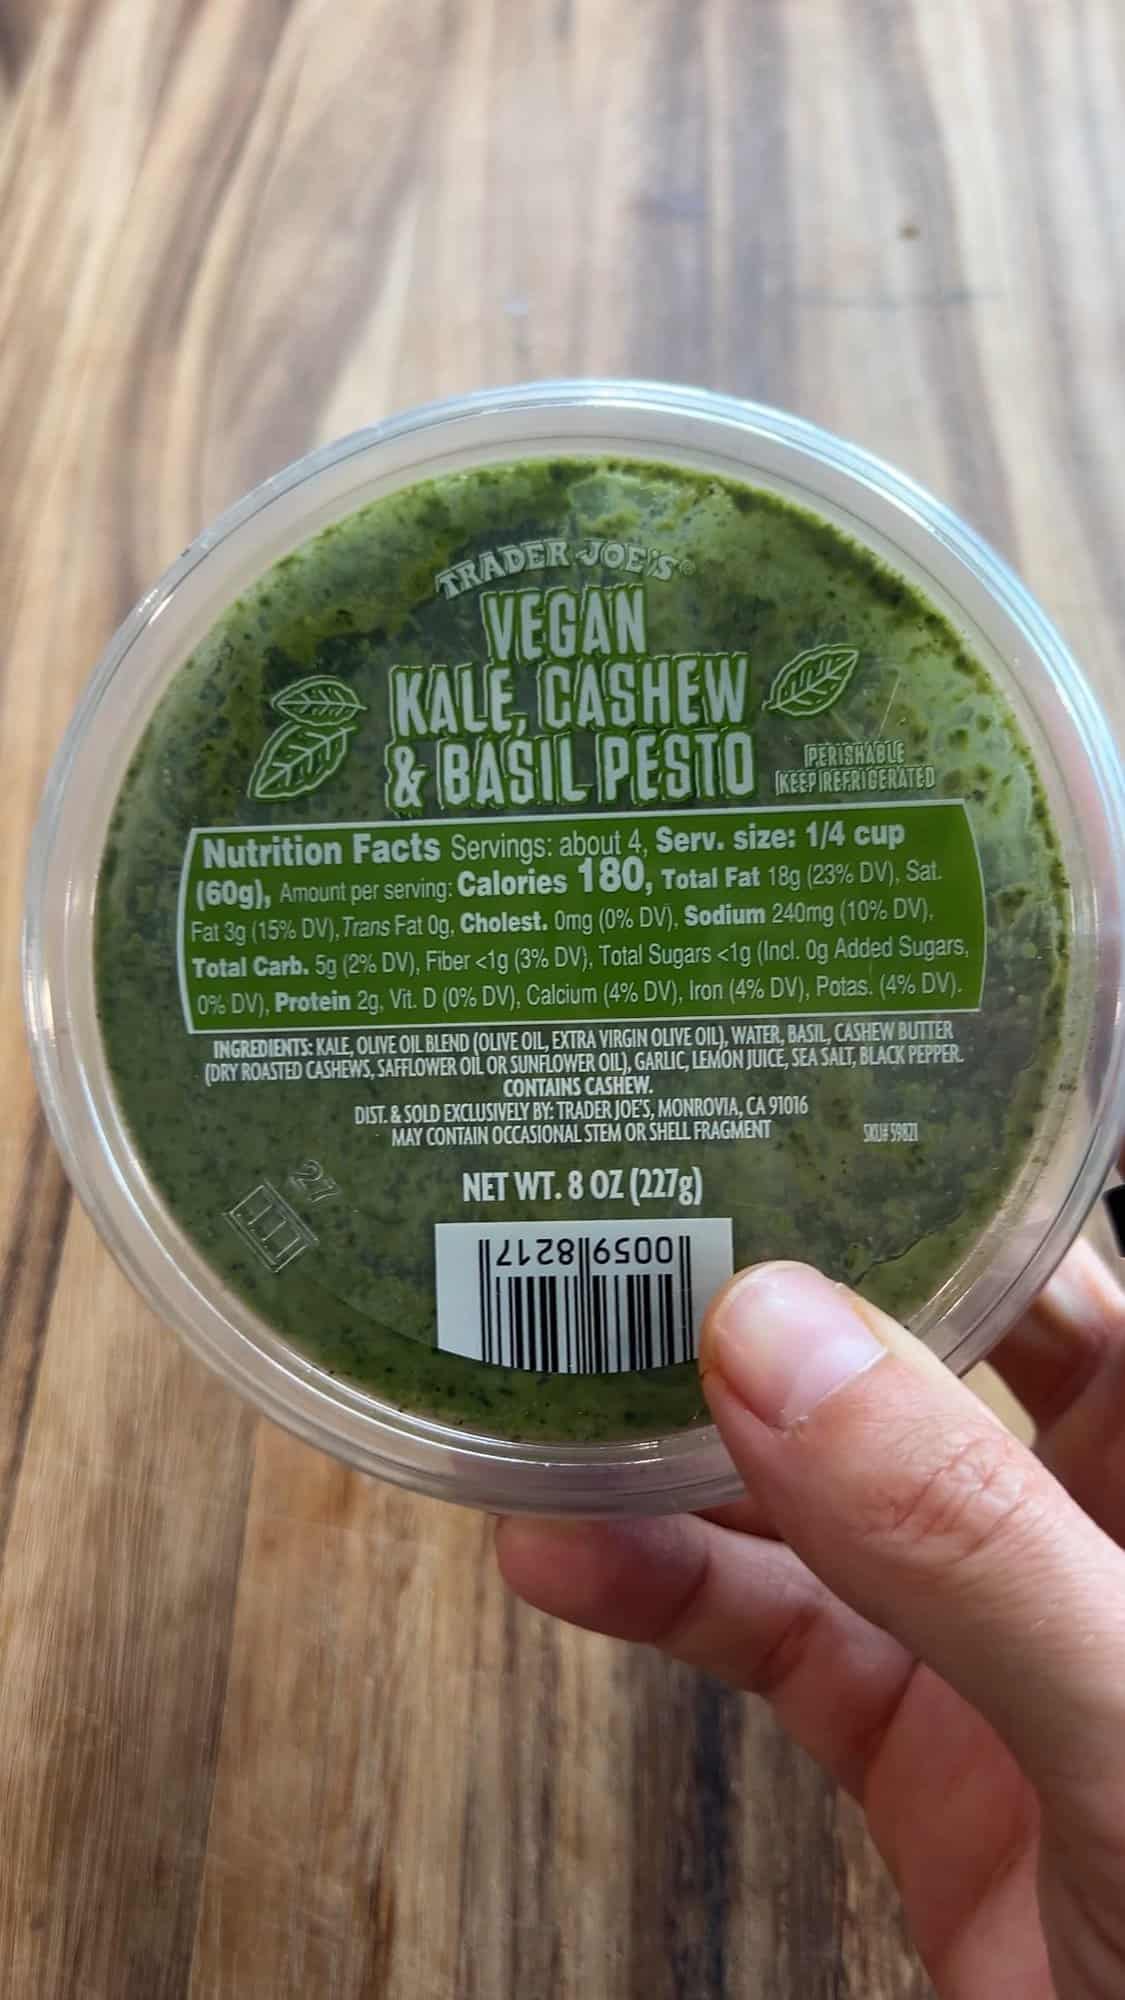 TRADER JOE'S®
VEGAN
KALE, CASHEW
& BASIL PESTO
PERISHABLE
KEEP REFRIGERATED
Nutrition Facts Servings: about 4, Serv. size: 1/4 cup
(60g), Amount per serving: Calories 180, Total Fat 18g (23% DV), Sat.
Fat 3g (15% DV), Trans Fat 0g, Cholest. 0mg (0% DV), Sodium 240mg (10% DV),
Total Carb. 5g (2% DV), Fiber <1g (3% DV), Total Sugars <1g (Incl. 0g Added Sugars,
0% DV), Protein 2g, Vit. D (0% DV), Calcium (4% DV), Iron (4% DV), Potas. (4% DV).
INGREDIENTS: KALE, OLIVE OIL BLEND (OLIVE OIL, EXTRA VIRGIN OLIVE OIL), WATER, BASIL, CASHEW BUTTER
(DRY ROASTED CASHEWS, SAFFLOWER OIL OR SUNFLOWER OIL), GARLIC, LEMON JUICE, SEA SALT, BLACK PEPPER.
CONTAINS CASHEW.
DIST. & SOLD EXCLUSIVELY BY: TRADER JOE'S, MONROVIA, CA 91016
MAY CONTAIN OCCASIONAL STEM OR SHELL FRAGMENT
SKU# 59821
27
NET WT. 8 OZ (227g)
0059 8217